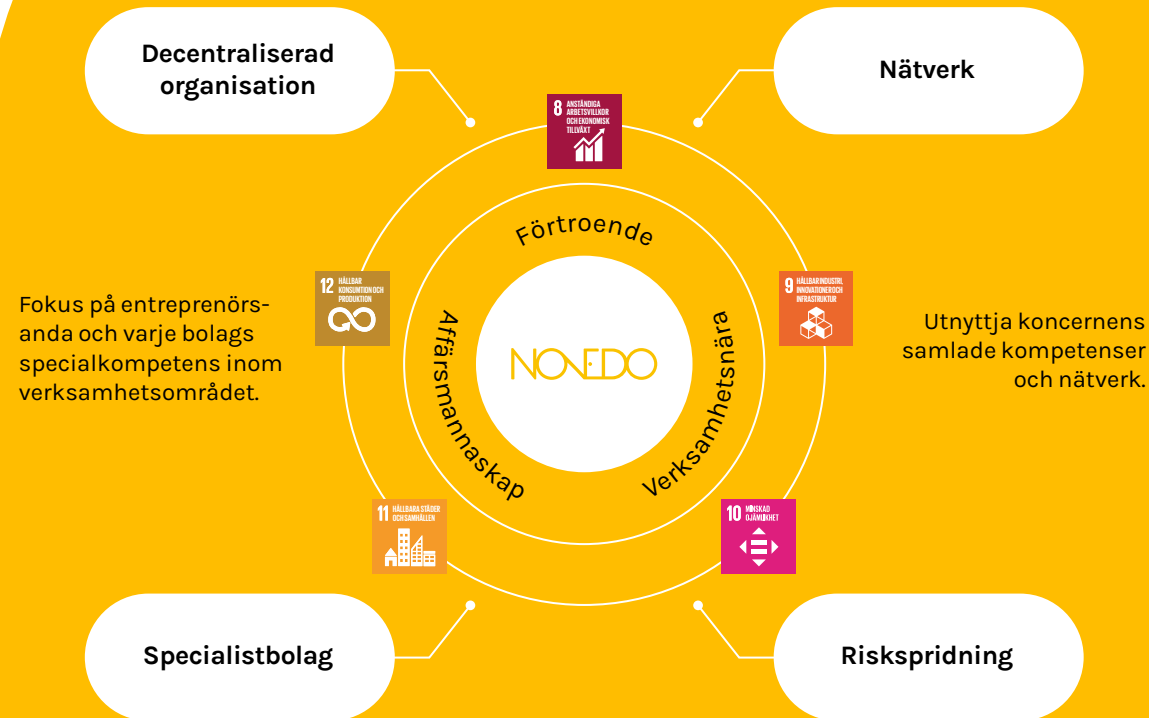 Decentraliserad
organisation
Nätverk
8 ANSTÄNDIGA
ARBETSVILLKOR
OCH EKONOMISK
TILLVÄXT
Förtroende
12 HÅLLBAR
KONSUMTION OCH
PRODUKTION
9 HÅLLBAR INDUSTRI,
INNOVATIONER OCH
INFRASTRUKTUR
Fokus på entreprenörs-
anda och varje bolags
specialkompetens inom
verksamhetsområdet.
Affärsmannaskap
NOVEDO
Verksamhetsnära
Utnyttja koncernens
samlade kompetenser
och nätverk.
11 HÅLLBARA STÄDER
OCH SAMHÄLLEN
10 MINSKAD
OJÄMLIKHET
Specialistbolag
Riskspridning